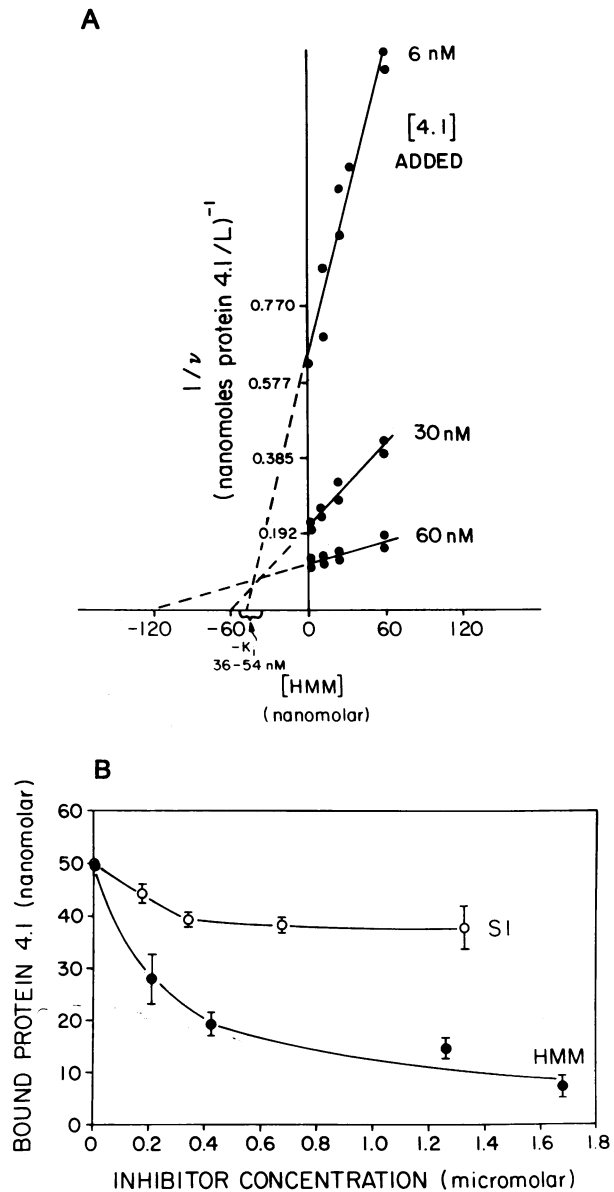 A
6 nM
[4.1]
ADDED
1/ν
(nanomoles protein 4.1/L)⁻¹
0.770
0.577
0.385
0.192
30 nM
60 nM
-120 -60 0 60 120
-K₁
36-54 nM
[HMM]
(nanomolar)
B
BOUND PROTEIN 4.1 (nanomolar)
60
50
40
30
20
10
0
SI
HMM
0 0.2 0.4 0.6 0.8 1.0 1.2 1.4 1.6 1.8
INHIBITOR CONCENTRATION (micromolar)